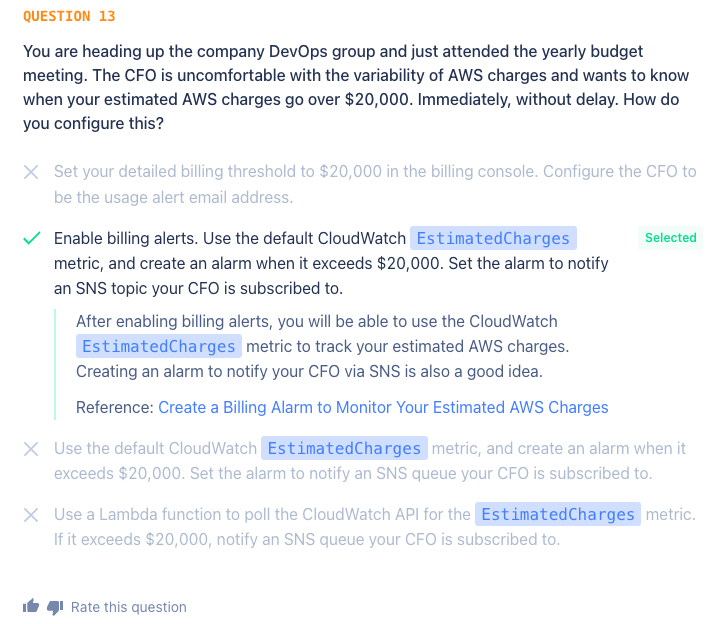 QUESTION 13
You are heading up the company DevOps group and just attended the yearly budget
meeting. The CFO is uncomfortable with the variability of AWS charges and wants to know
when your estimated AWS charges go over $20,000. Immediately, without delay. How do
you configure this?
Set your detailed billing threshold to $20,000 in the billing console. Configure the CFO to
be the usage alert email address.
Enable billing alerts. Use the default CloudWatch EstimatedCharges
Selected
metric, and create an alarm when it exceeds $20,000. Set the alarm to notify
an SNS topic your CFO is subscribed to.
After enabling billing alerts, you will be able to use the CloudWatch
EstimatedCharges metric to track your estimated AWS charges.
Creating an alarm to notify your CFO via SNS is also a good idea.
Reference: Create a Billing Alarm to Monitor Your Estimated AWS Charges
Use the default CloudWatch EstimatedCharges metric, and create an alarm when it
exceeds $20,000. Set the alarm to notify an SNS queue your CFO is subscribed to.
Use a Lambda function to poll the CloudWatch API for the EstimatedCharges metric.
If it exceeds $20,000, notify an SNS queue your CFO is subscribed to.
Rate this question